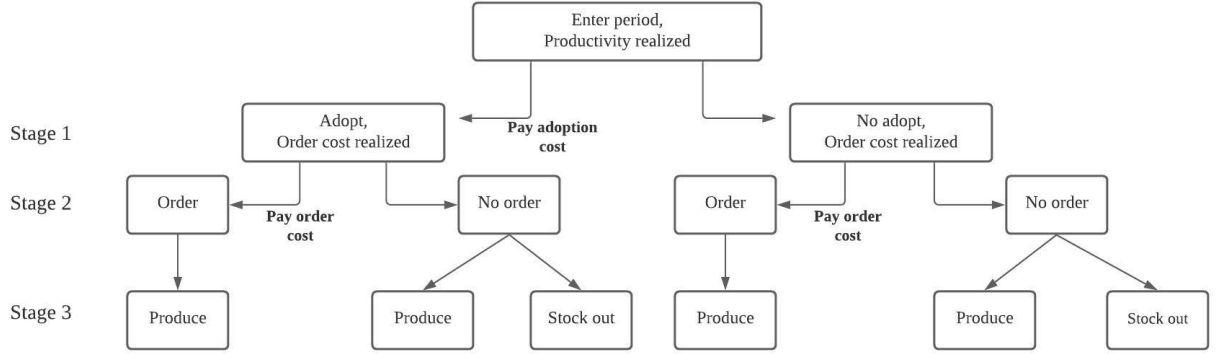 Enter period,
Productivity realized
Stage 1
Adopt,
Order cost realized
Pay adoption
cost
No adopt,
Order cost realized
Stage 2
Order
Pay order
cost
No order
Order
Pay order
cost
No order
Stage 3
Produce
Produce
Stock out
Produce
Produce
Stock out